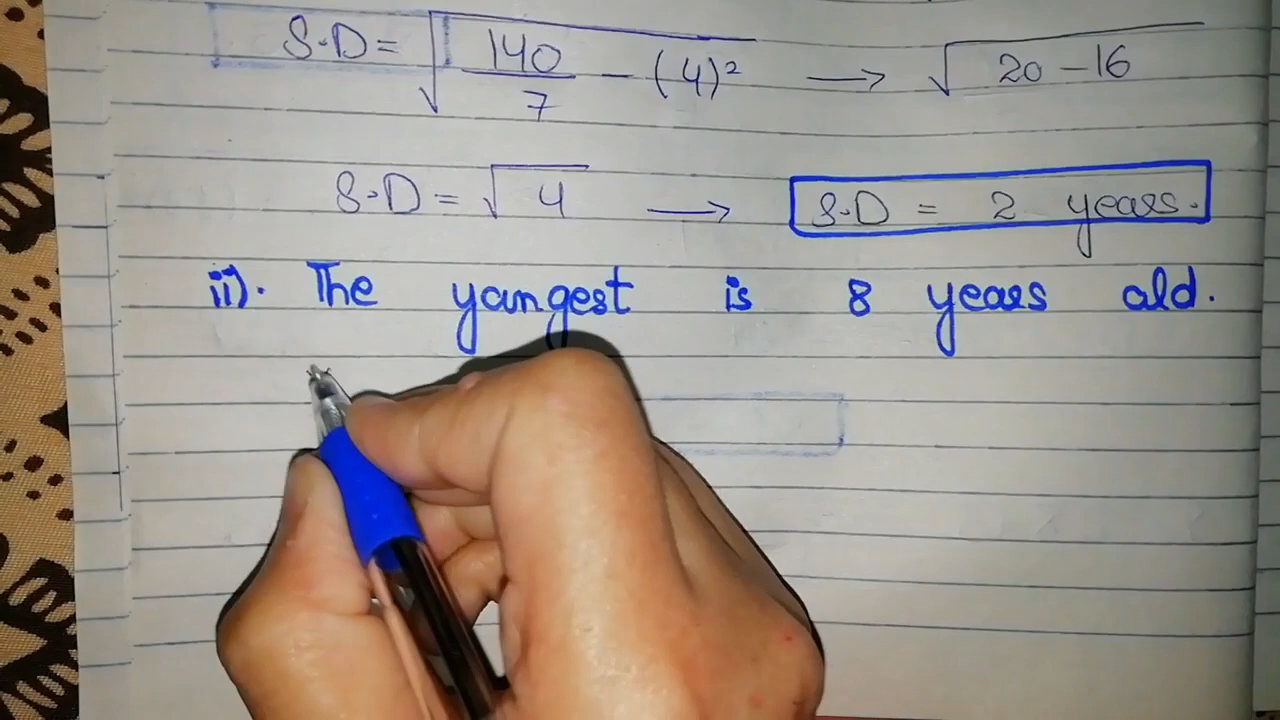 S.D = √140/7 - (4)² → √20 - 16
S.D = √4 → S.D = 2 years.
ii). The yangest is 8 years ald.